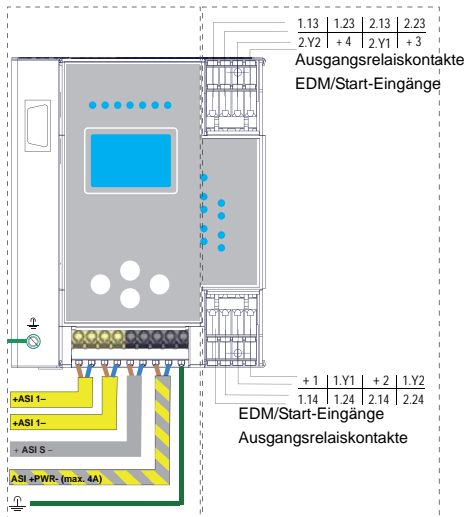 1.13 1.23 2.13 2.23
2.Y2 + 4 2.Y1 + 3
Ausgangsrelaiskontakte
EDM/Start-Eingänge
+ 1 1.Y1 + 2 1.Y2
1.14 1.24 2.14 2.24
EDM/Start-Eingänge
Ausgangsrelaiskontakte
+ASI 1–
+ASI 1–
+ ASI S –
ASI +PWR- (max. 4A)